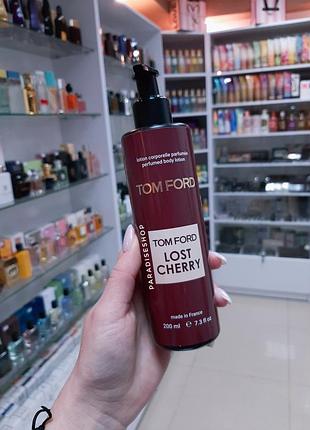 lotion corporelle parfumée
perfumed body lotion
TOM FORD
TOM FORD
LOST
CHERRY
made in France
200 ml e 7.3 fl oz
PARADISESHOP